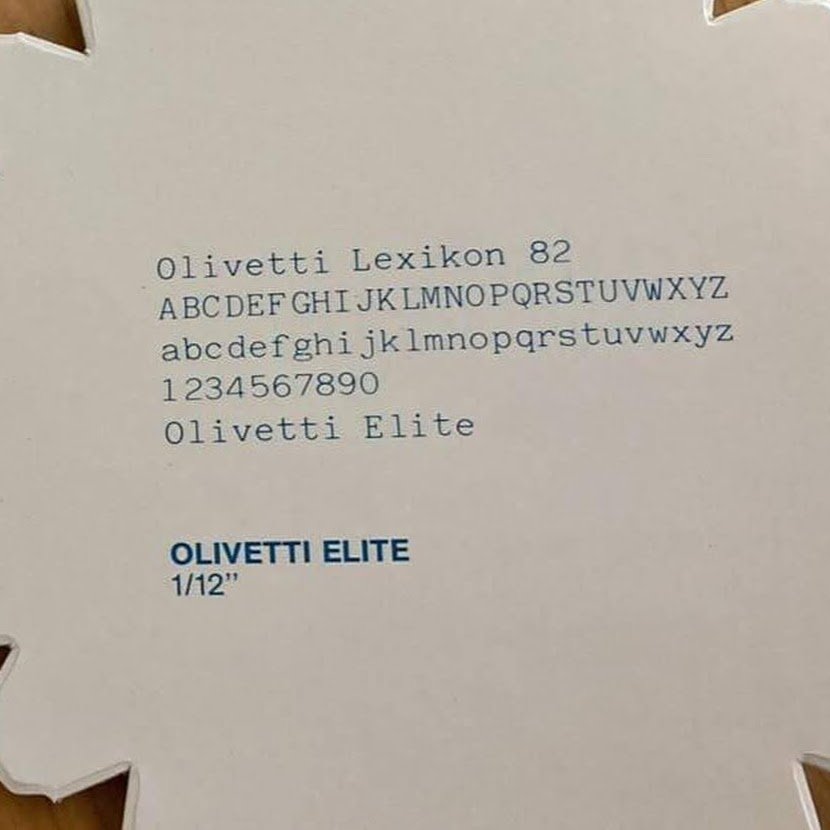 Olivetti Lexikon 82
ABCDEFGHIJKLMNOPQRSTUVWXYZ
abcdefghijklmnopqrstuvwxyz
1234567890
Olivetti Elite
OLIVETTI ELITE
1/12”